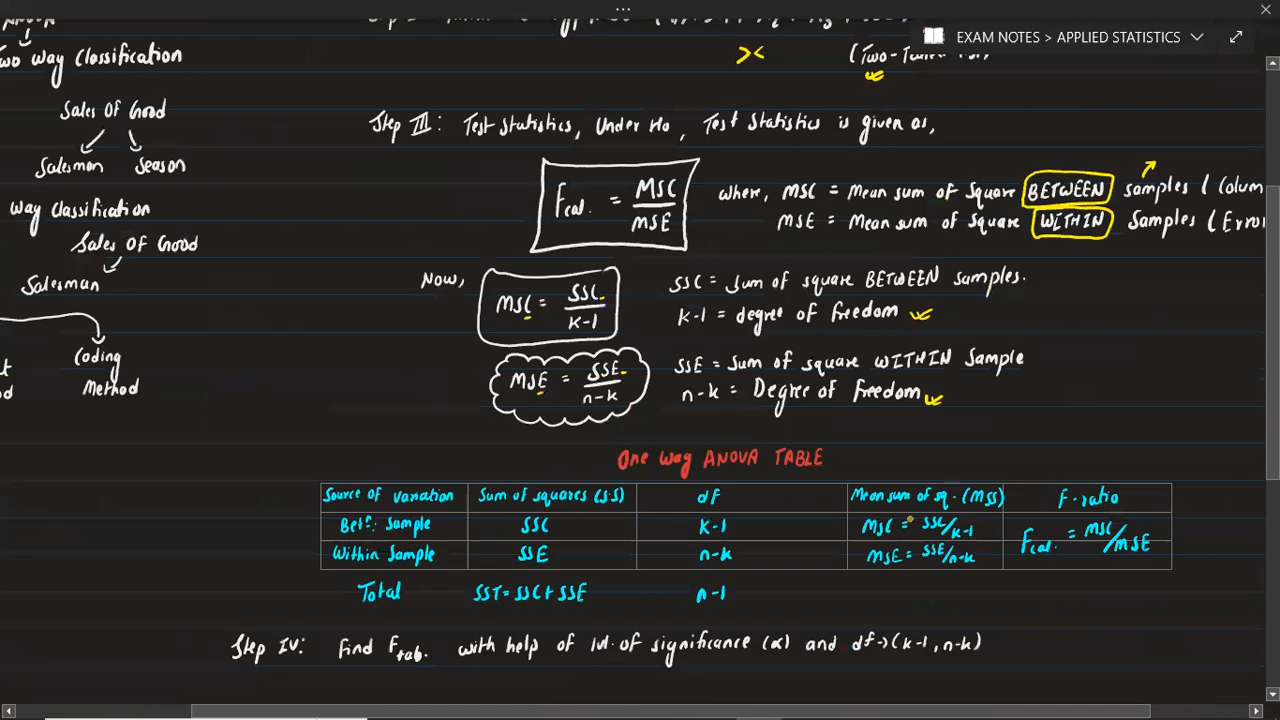 EXAM NOTES > APPLIED STATISTICS
Two Way Classification
Sales Of Good
Salesman Season
Way Classification
Sales Of Good
Salesman
Coding
Method
Step III: Test Statistics, Under Ho, Test Statistics is given as,
Fcal. = MSC/MSE
where, MSC = Mean sum of Square BETWEEN samples (Colum
MSE = Mean sum of Square WITHIN Samples (Error
Now, MSC = SSC/k-1
SSC = Sum of square BETWEEN samples.
k-1 = degree of freedom
MSE = SSE/n-k
SSE = Sum of square WITHIN Sample
n-k = Degree of freedom
One Way ANOVA TABLE
Source of variation Sum of squares (S.S) df Mean sum of sq. (MSS) F-ratio
Betn: Sample SSC k-1 MSC = SSC/k-1 Fcal. = MSC/MSE
Within Sample SSE n-k MSE = SSE/n-k
Total SST = SSC + SSE n-1
Step IV: Find Ftab. with help of lvl. of significance (α) and df→(k-1, n-k)